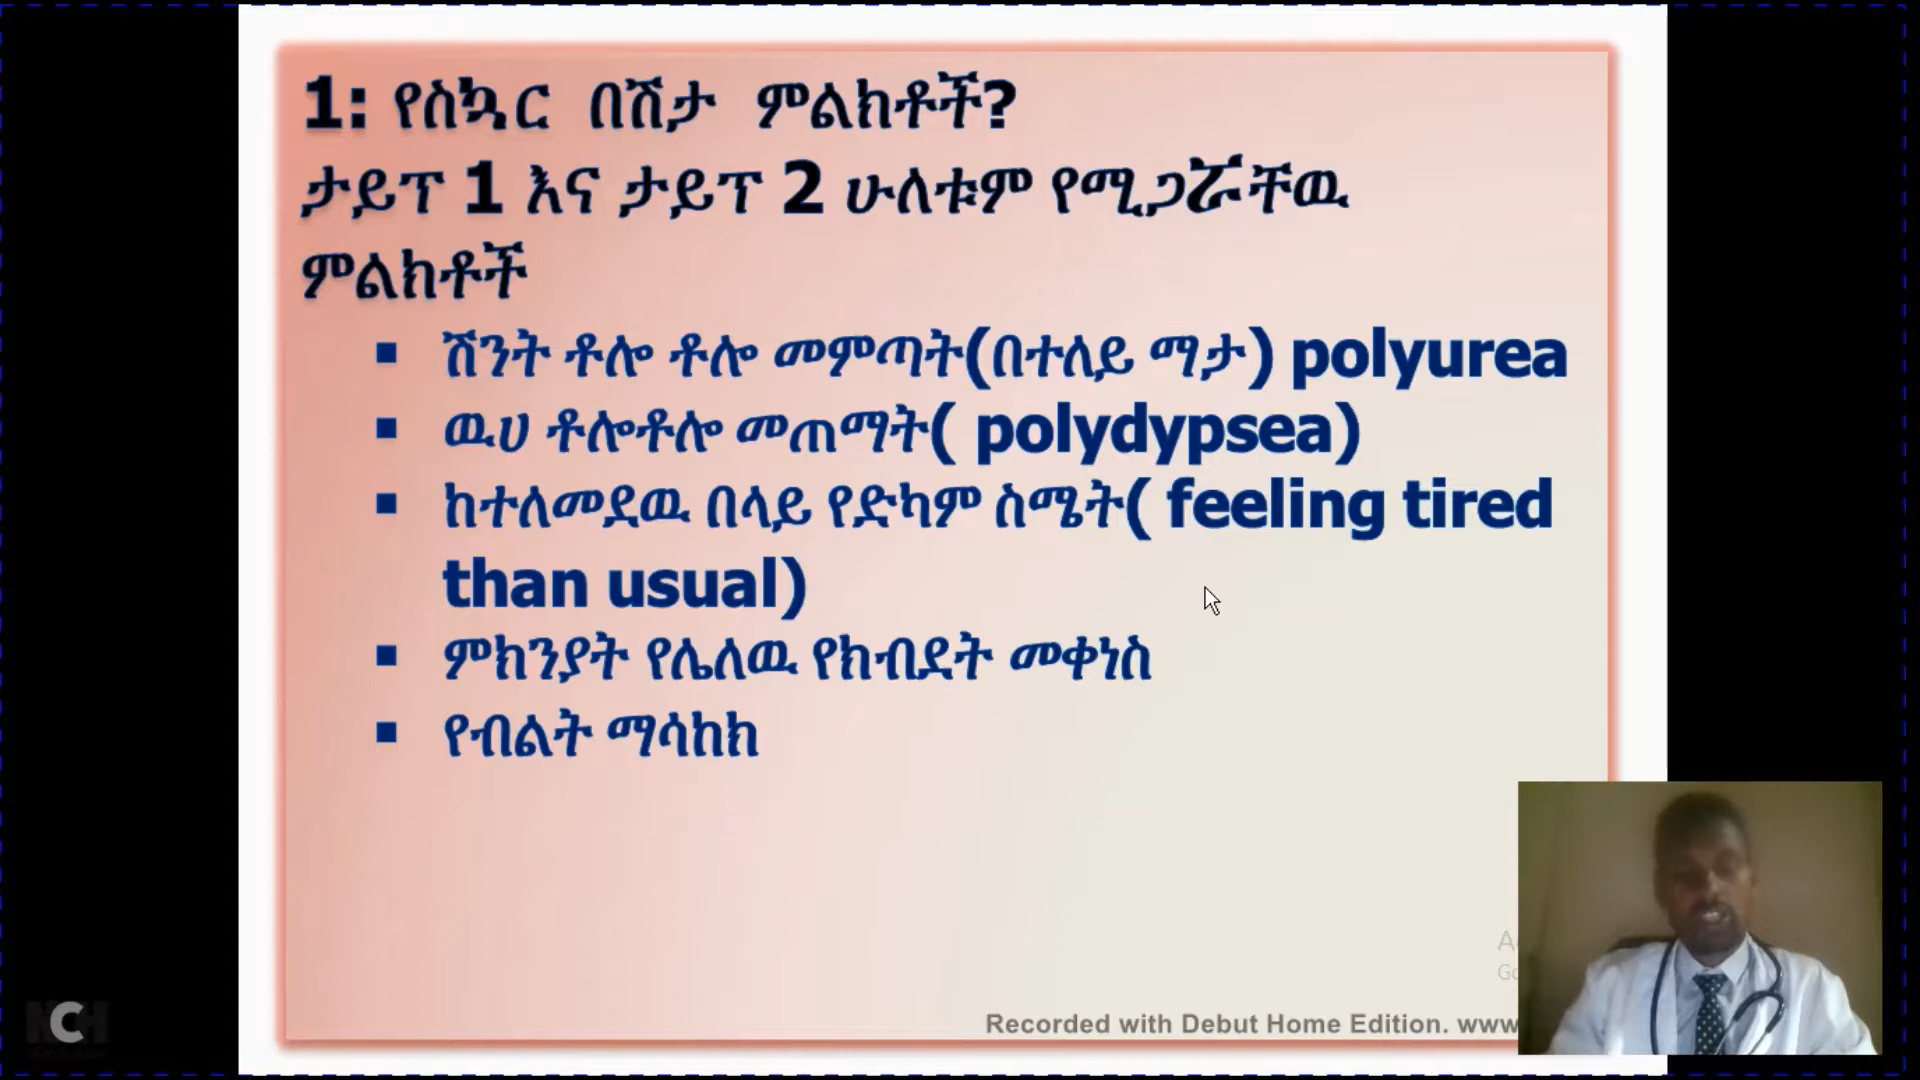 1: የስኳር በሽታ ምልክቶች?
ታይፕ 1 እና ታይፕ 2 ሁለቱም የሚጋሯቸዉ
ምልክቶች
▪ ሽንት ቶሎ ቶሎ መምጣት(በተለይ ማታ) polyurea
▪ ዉሀ ቶሎቶሎ መጠማት( polydypsea)
▪ ከተለመደዉ በላይ የድካም ስሜት( feeling tired
than usual)
▪ ምክንያት የሌለዉ የክብደት መቀነስ
▪ የብልት ማሳከክ
Recorded with Debut Home Edition. www
NCH